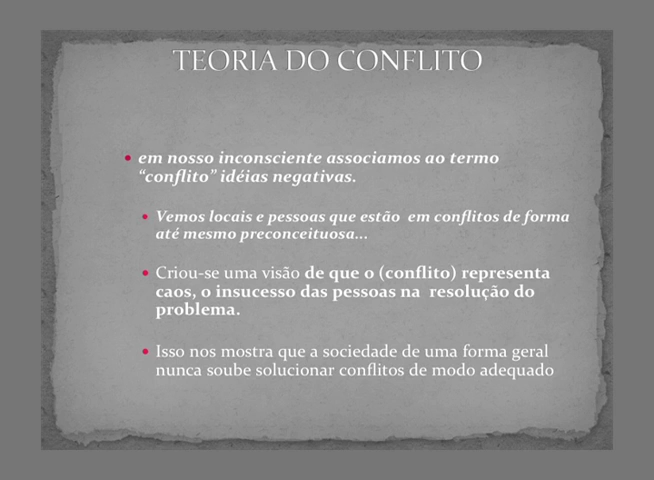 TEORIA DO CONFLITO
• em nosso inconsciente associamos ao termo
“conflito” idéias negativas.
• Vemos locais e pessoas que estão em conflitos de forma
até mesmo preconceituosa...
• Criou-se uma visão de que o (conflito) representa
caos, o insucesso das pessoas na resolução do
problema.
• Isso nos mostra que a sociedade de uma forma geral
nunca soube solucionar conflitos de modo adequado